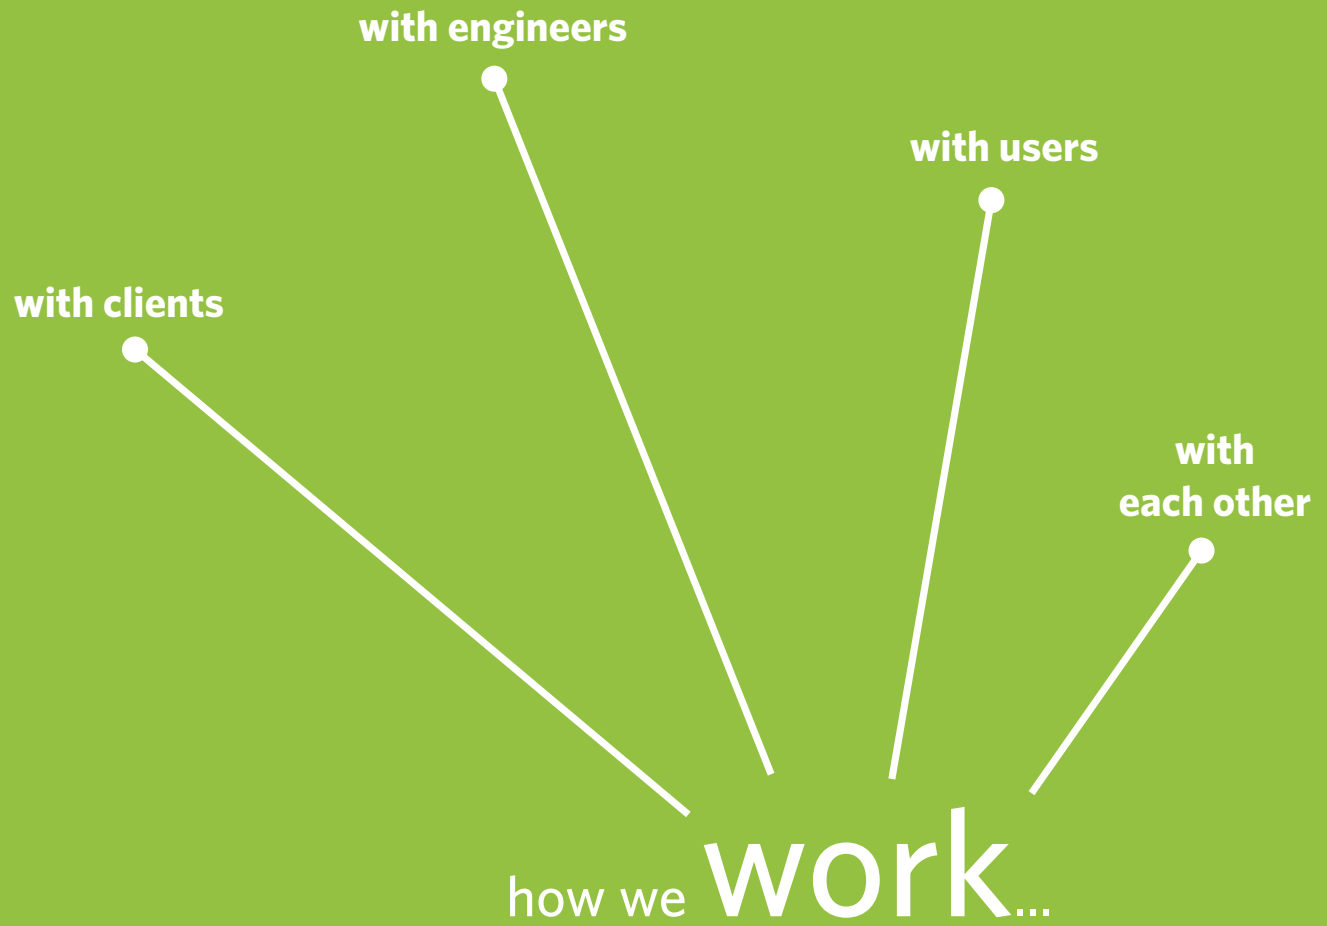 with engineers
with users
with clients
with
each other
how we work...